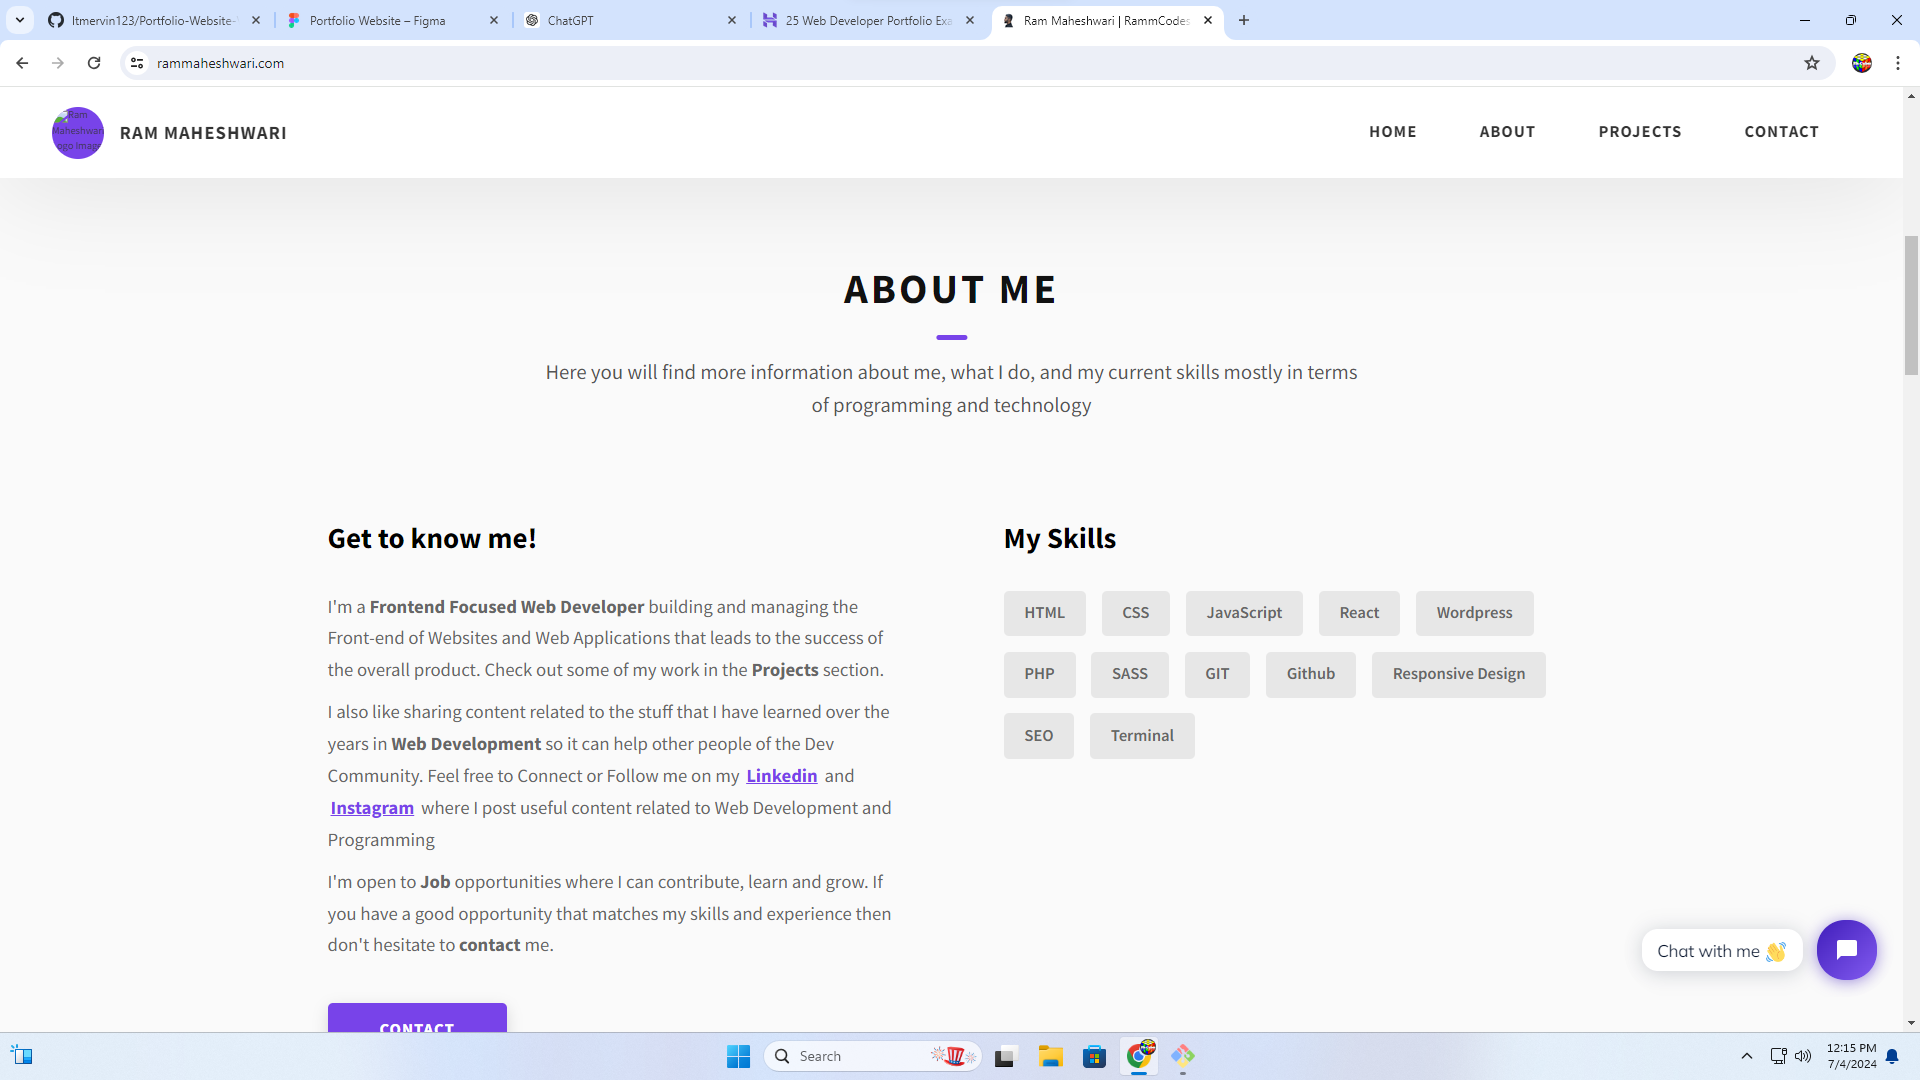 Itmervin123/Portfolio-Website-
Portfolio Website – Figma
ChatGPT
25 Web Developer Portfolio Exa
Ram Maheshwari | RammCodes
rammaheshwari.com
Ram
Maheshwari
ogo Image
RAM MAHESHWARI
HOME
ABOUT
PROJECTS
CONTACT
ABOUT ME
Here you will find more information about me, what I do, and my current skills mostly in terms
of programming and technology
Get to know me!
I'm a Frontend Focused Web Developer building and managing the
Front-end of Websites and Web Applications that leads to the success of
the overall product. Check out some of my work in the Projects section.
I also like sharing content related to the stuff that I have learned over the
years in Web Development so it can help other people of the Dev
Community. Feel free to Connect or Follow me on my Linkedin and
Instagram where I post useful content related to Web Development and
Programming
I'm open to Job opportunities where I can contribute, learn and grow. If
you have a good opportunity that matches my skills and experience then
don't hesitate to contact me.
CONTACT
My Skills
HTML CSS JavaScript React Wordpress
PHP SASS GIT Github Responsive Design
SEO Terminal
Chat with me 👋
Search
12:15 PM
7/4/2024